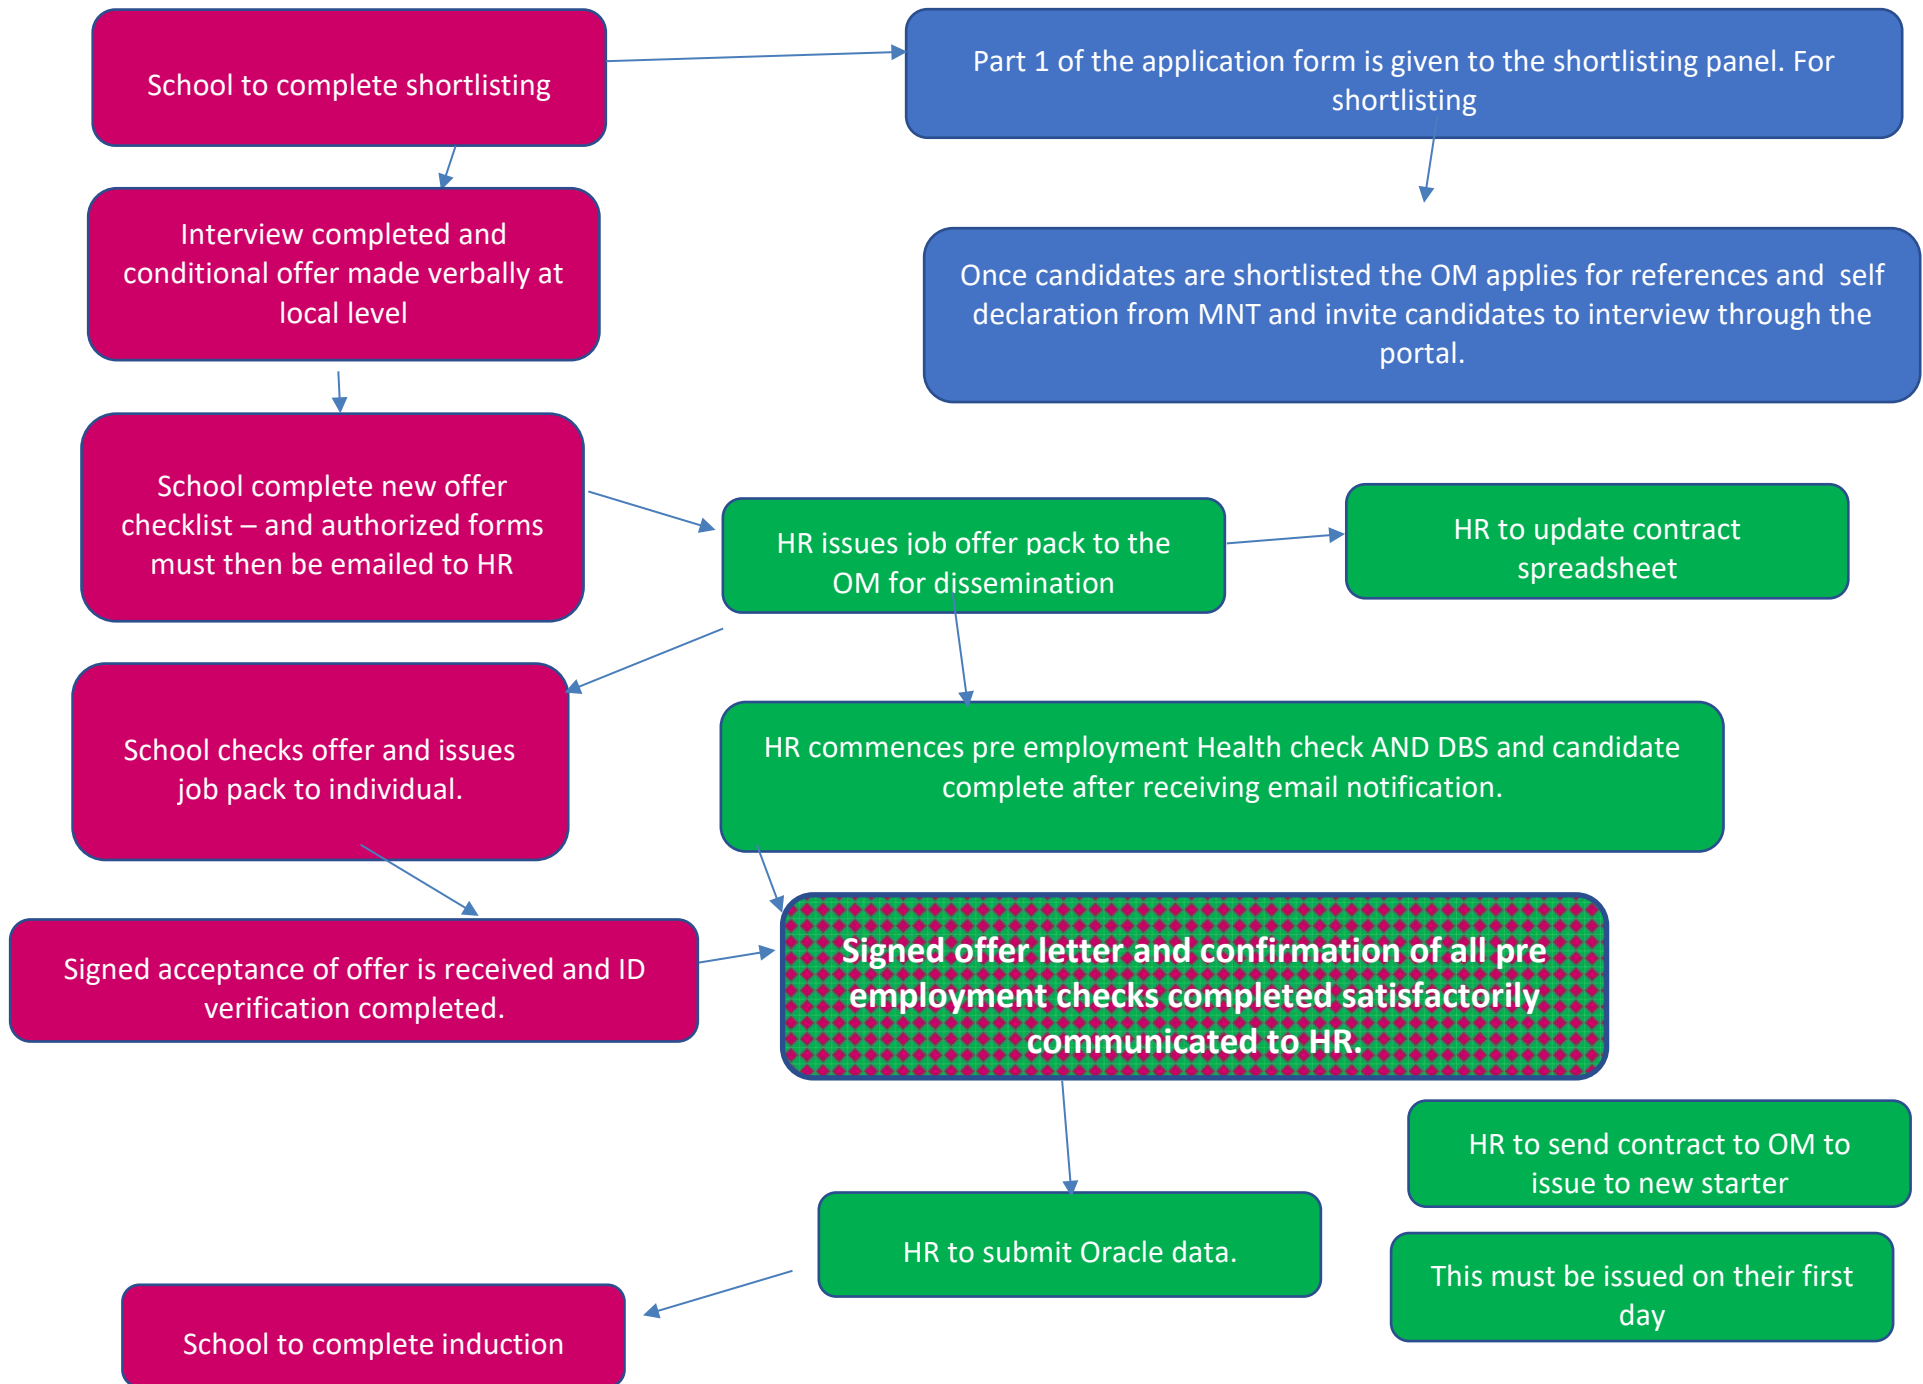 School to complete shortlisting
Part 1 of the application form is given to the shortlisting panel. For
shortlisting
Interview completed and
conditional offer made verbally at
local level
Once candidates are shortlisted the OM applies for references and  self
declaration from MNT and invite candidates to interview through the
portal.
School complete new offer
checklist – and authorized forms
must then be emailed to HR
HR issues job offer pack to the
OM for dissemination
HR to update contract
spreadsheet
School checks offer and issues
job pack to individual.
HR commences pre employment Health check AND DBS and candidate
complete after receiving email notification.
Signed acceptance of offer is received and ID
verification completed.
Signed offer letter and confirmation of all pre
employment checks completed satisfactorily
communicated to HR.
HR to send contract to OM to
issue to new starter
HR to submit Oracle data.
This must be issued on their first
day
School to complete induction